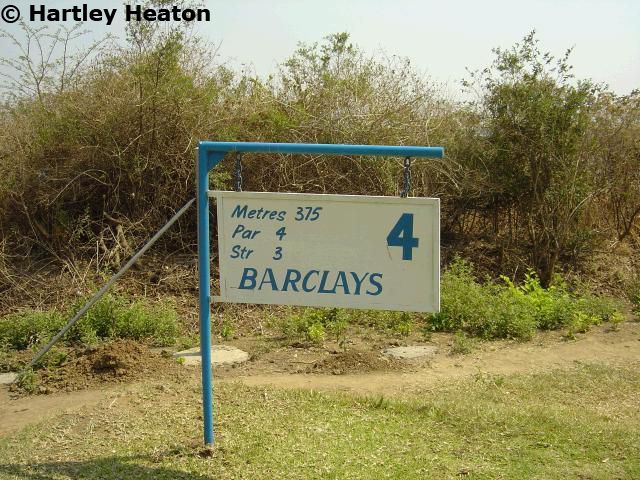 © Hartley Heaton
Metres 375
Par 4
Str 3
4
BARCLAYS